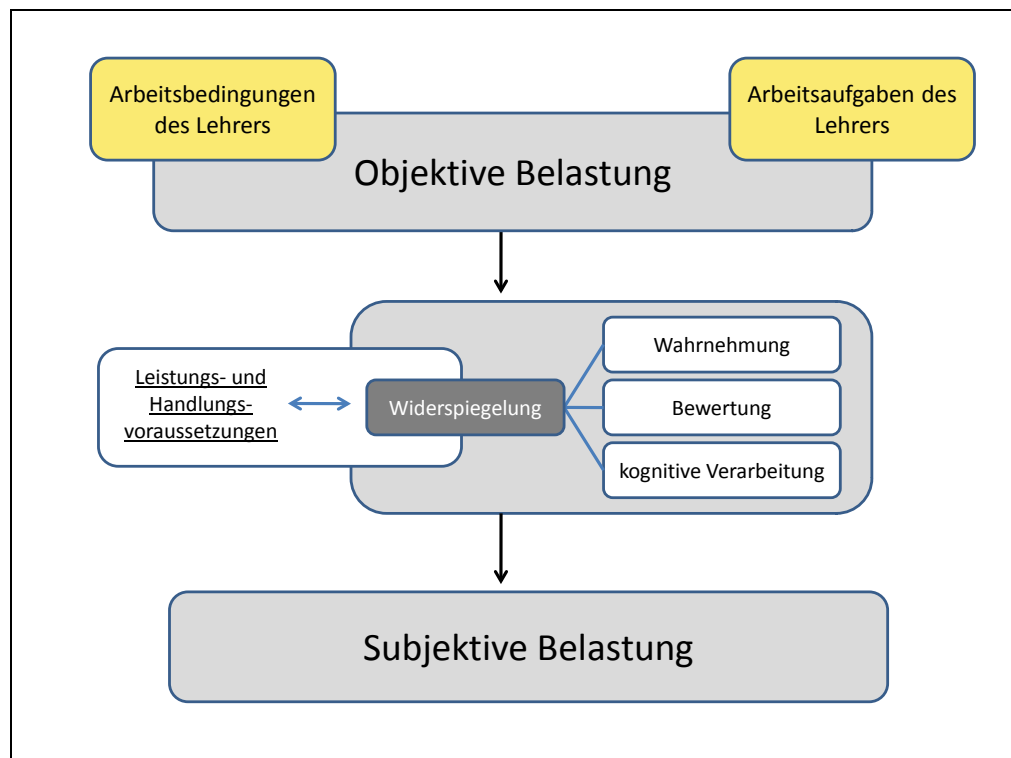 Arbeitsbedingungen
des Lehrers
Arbeitsaufgaben des
Lehrers
Objektive Belastung
Leistungs- und
Handlungs-
voraussetzungen
Widerspiegelung
Wahrnehmung
Bewertung
kognitive Verarbeitung
Subjektive Belastung